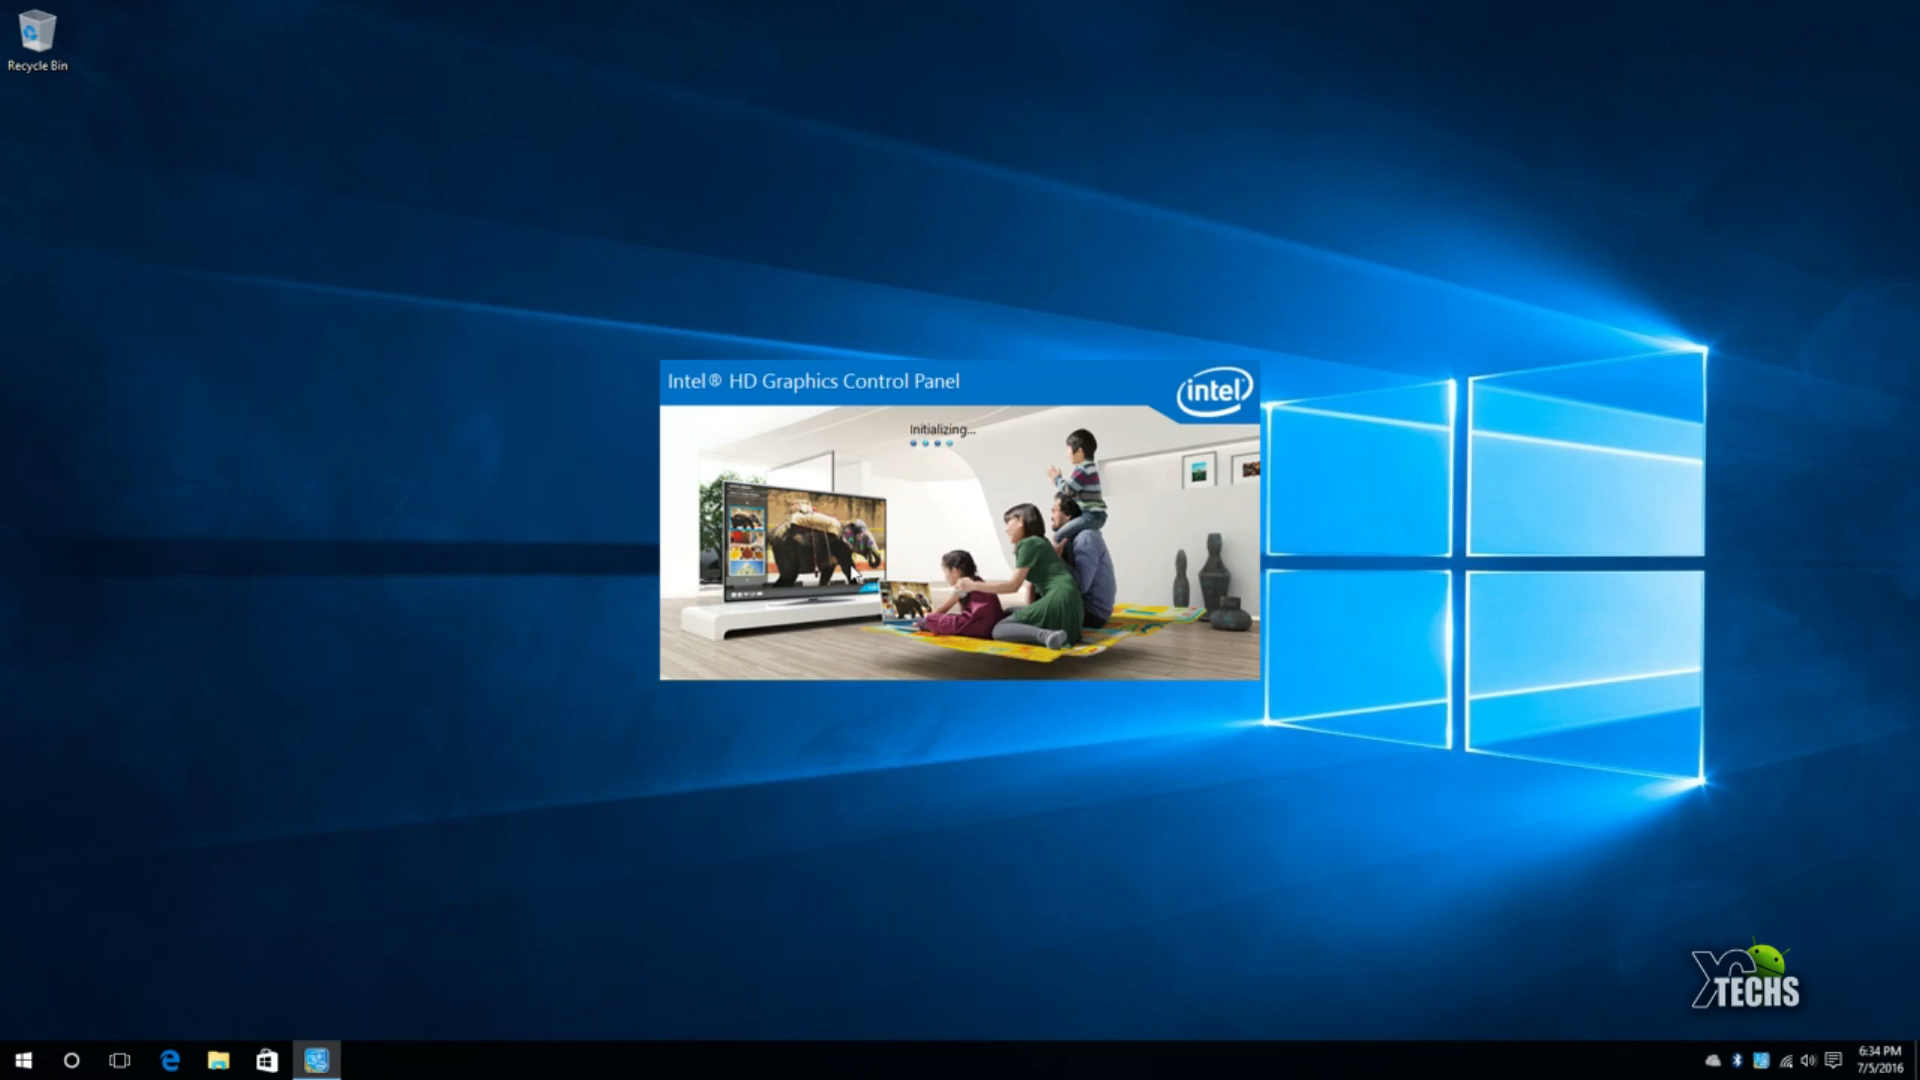 Recycle Bin
Intel® HD Graphics Control Panel
intel
Initializing...
TECHS
6:34 PM
7/5/2016